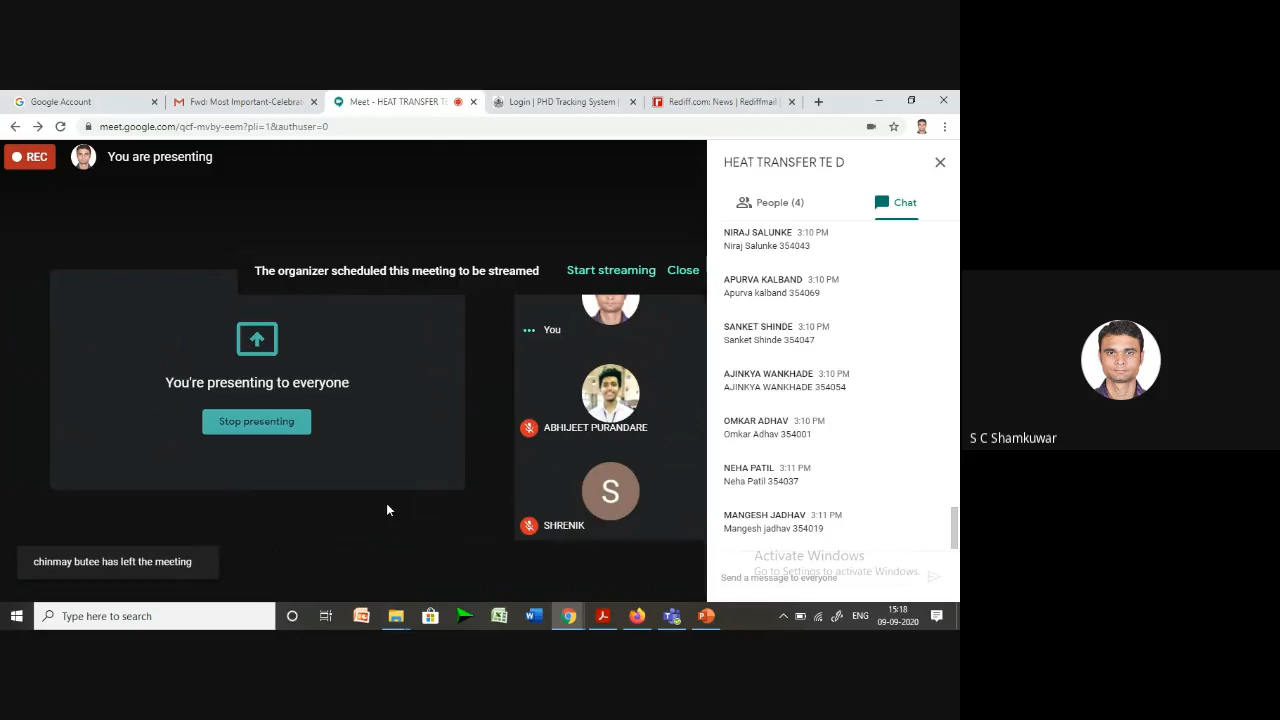 Google Account
Fwd: Most Important-Celebrat
Meet - HEAT TRANSFER TE
Login | PHD Tracking System |
Rediff.com: News | Rediffmail |
meet.google.com/qcf-mvby-eem?pli=1&authuser=0
REC
You are presenting
The organizer scheduled this meeting to be streamed
Start streaming
Close
You're presenting to everyone
Stop presenting
You
ABHIJEET PURANDARE
S
SHRENIK
chinmay butee has left the meeting
HEAT TRANSFER TE D
People (4)
Chat
NIRAJ SALUNKE 3:10 PM
Niraj Salunke 354043
APURVA KALBAND 3:10 PM
Apurva kalband 354069
SANKET SHINDE 3:10 PM
Sanket Shinde 354047
AJINKYA WANKHADE 3:10 PM
AJINKYA WANKHADE 354054
OMKAR ADHAV 3:10 PM
Omkar Adhav 354001
NEHA PATIL 3:11 PM
Neha Patil 354037
MANGESH JADHAV 3:11 PM
Mangesh jadhav 354019
Activate Windows
Go to Settings to activate Windows.
Send a message to everyone
Type here to search
ENG
15:18
09-09-2020
S C Shamkuwar